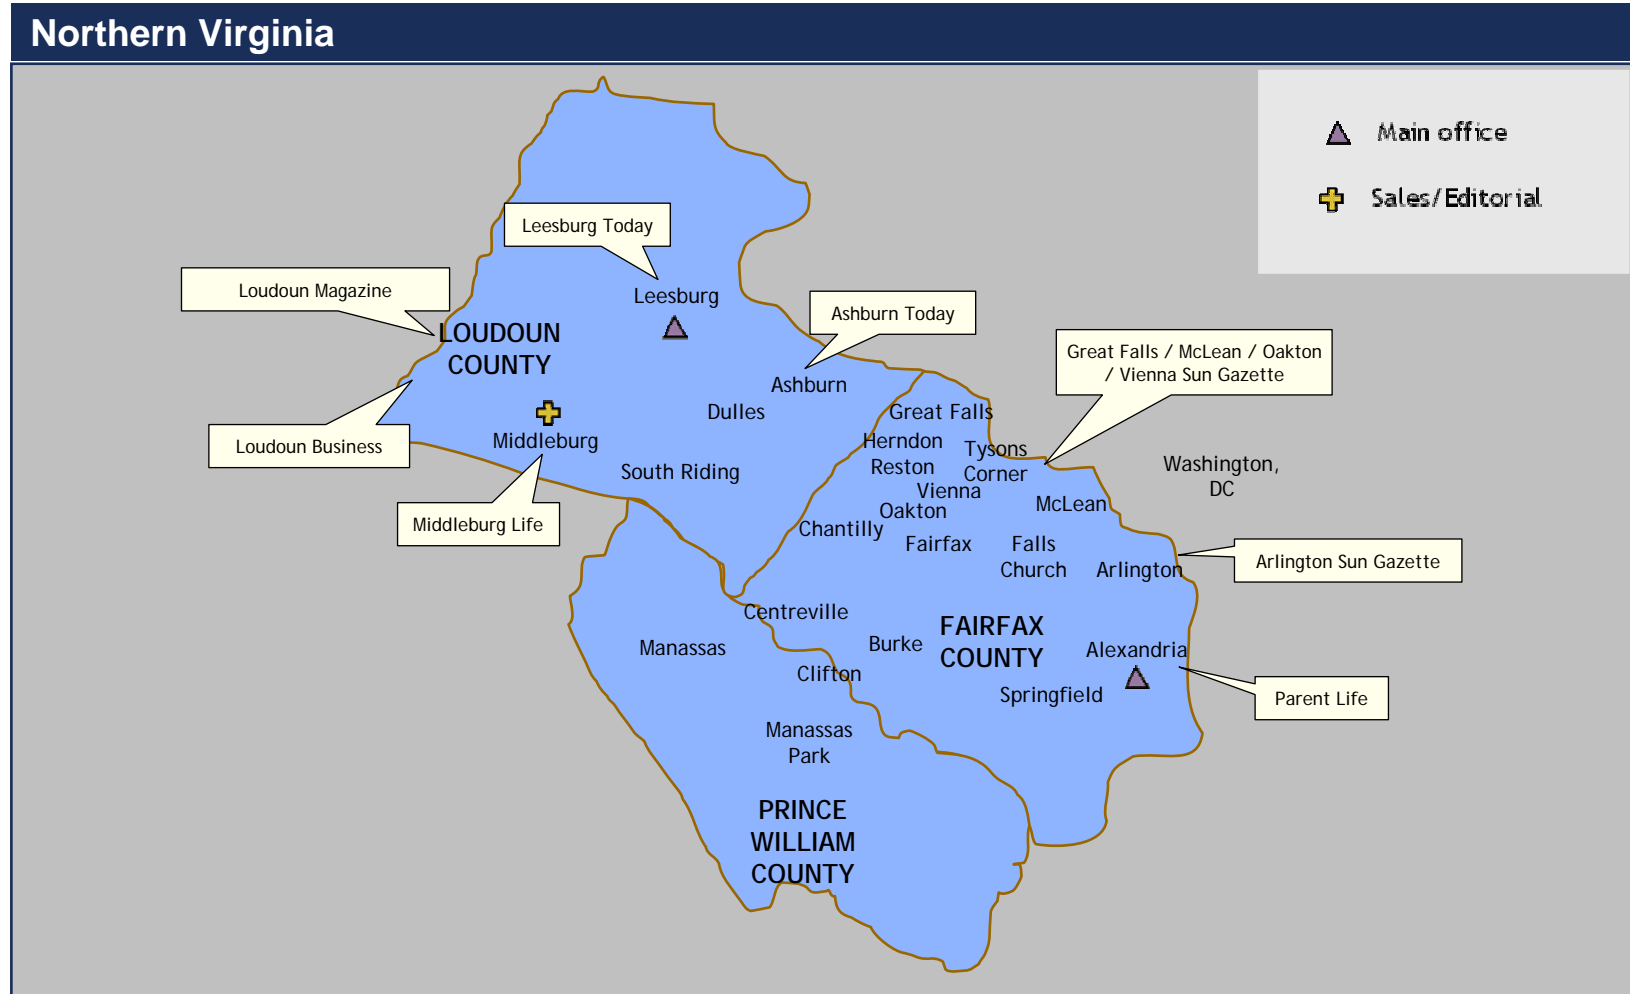 Northern Virginia
Main office
Sales/Editorial
Leesburg Today
Loudoun Magazine
Leesburg
Ashburn Today
LOUDOUN
COUNTY
Great Falls / McLean / Oakton
/ Vienna Sun Gazette
Ashburn
Dulles
Great Falls
Loudoun Business
Middleburg
Herndon
Tysons
Corner
Reston
Washington,
DC
South Riding
Vienna
McLean
Oakton
Middleburg Life
Chantilly
Fairfax
Falls
Church
Arlington
Arlington Sun Gazette
Centreville
FAIRFAX
COUNTY
Manassas
Burke
Alexandria
Clifton
Springfield
Parent Life
Manassas
Park
PRINCE
WILLIAM
COUNTY